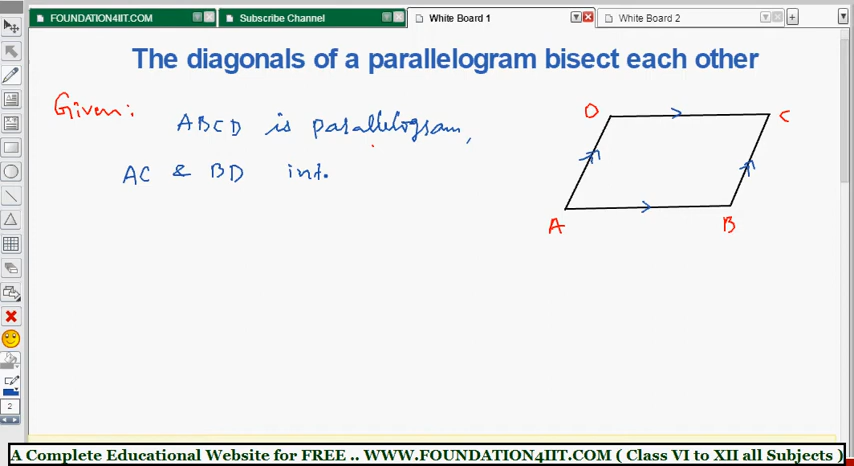 FOUNDATION4IIT.COM
Subscribe Channel
White Board 1
White Board 2
The diagonals of a parallelogram bisect each other
Given:
ABCD is parallelogram,
AC & BD int.
D
C
A
B
2
A Complete Educational Website for FREE .. WWW.FOUNDATION4IIT.COM ( Class VI to XII all Subjects )